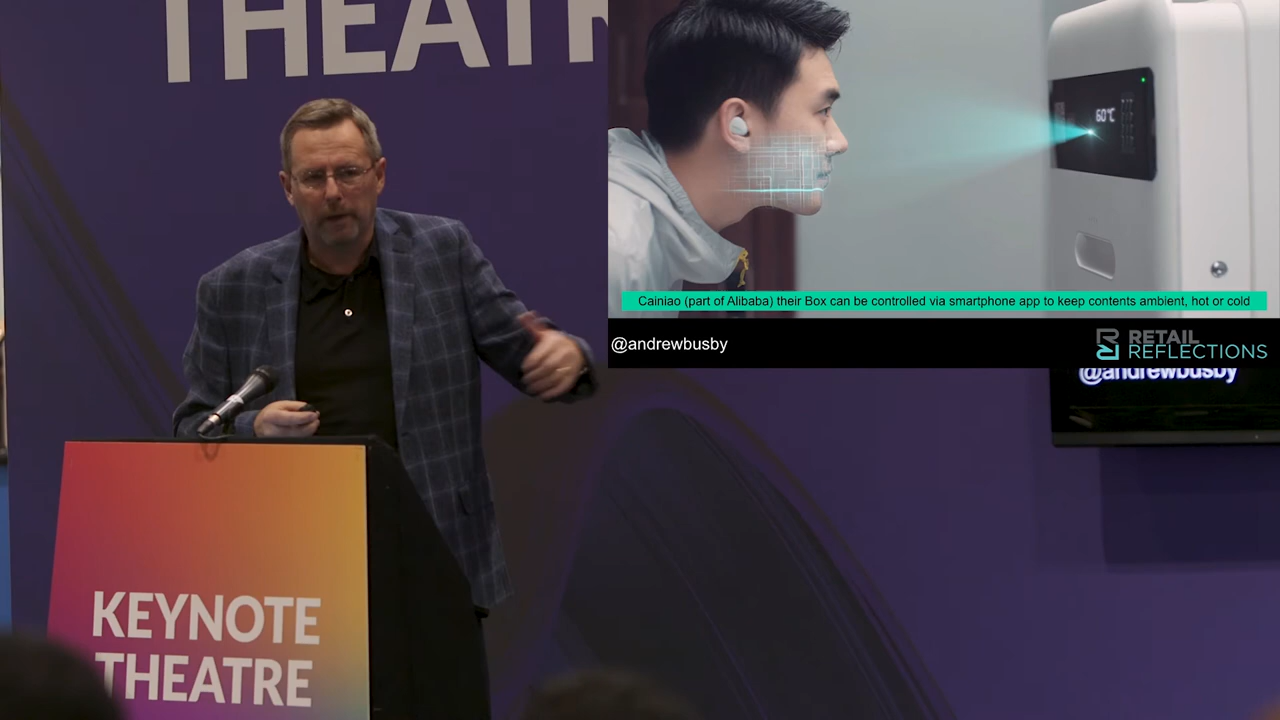 THEATR
60°C
Cainiao (part of Alibaba) their Box can be controlled via smartphone app to keep contents ambient, hot or cold
@andrewbusby
RETAIL
REFLECTIONS
@andrewbusby
KEYNOTE
THEATRE